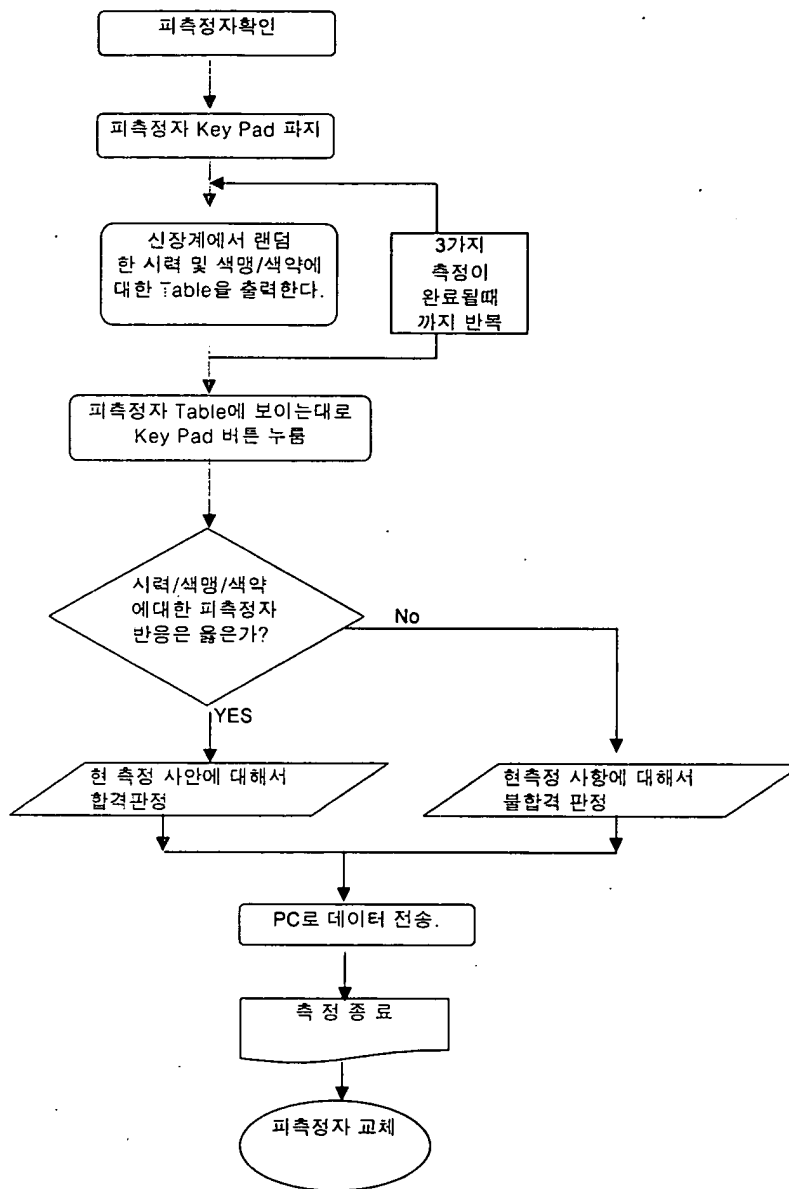 피측정자확인
피측정자 Key Pad 파지
신장계에서 랜덤
한 시력 및 색맹/색약에
대한 Table을 출력한다.
3가지
측정이
완료될때
까지 반목
피측정자 Table에 보이는대로
Key Pad 버튼 누룸
시력/색맹/색약
에대한 피측정자
반응은 옳은가?
No
YES
현 측정 사안에 대해서
합격판정
현측정 사항에 대해서
불합격 판정
PC로 데이터 전송.
측 정 종 료
피측정자 교체